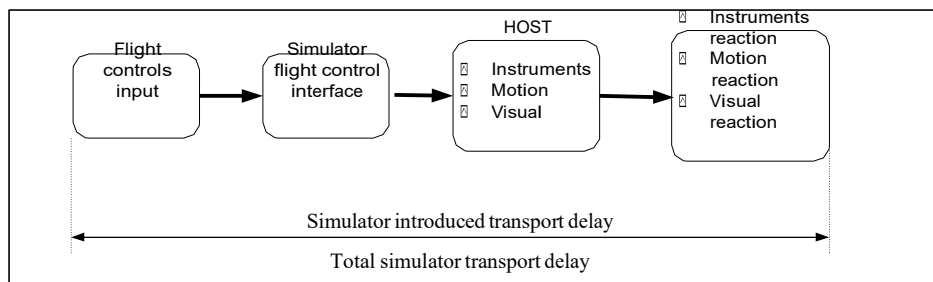 Flight
controls
input
Simulator
flight control
interface
HOST
Instruments
Motion
Visual
Instruments
reaction
Motion
reaction
Visual
reaction
Simulator introduced transport delay
Total simulator transport delay